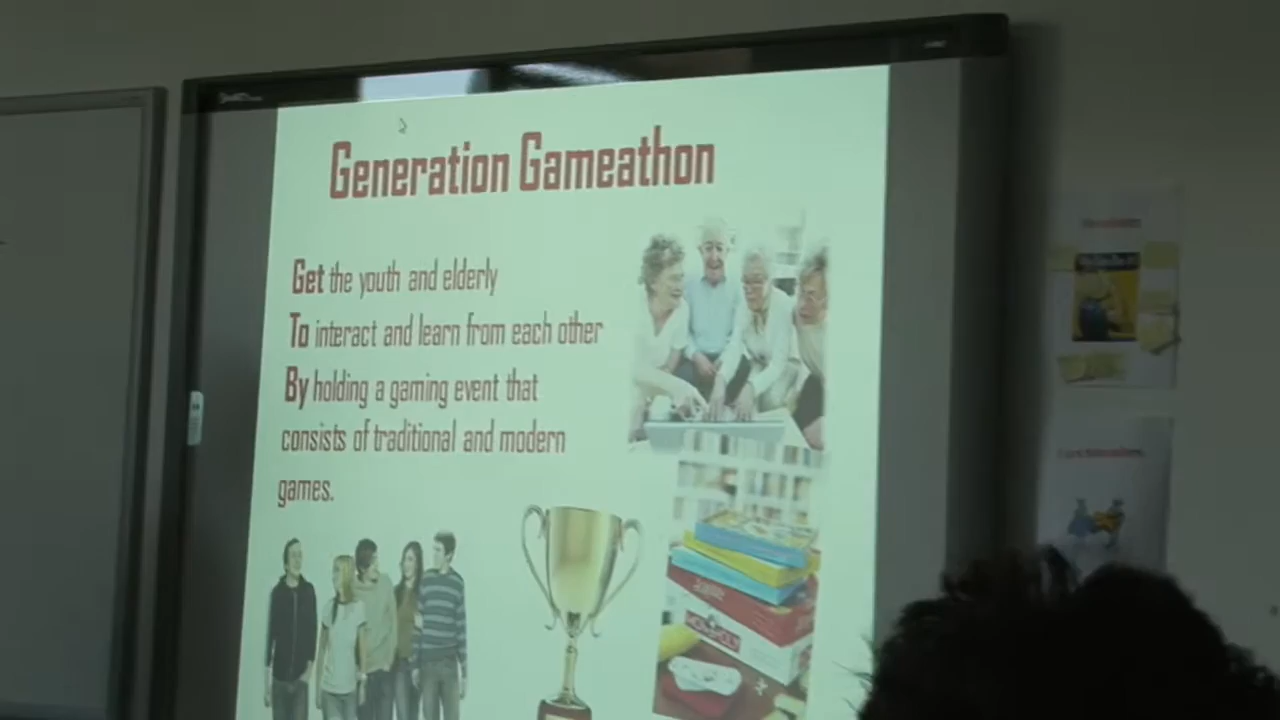 Generation Gameathon
Get the youth and elderly
To interact and learn from each other
By holding a gaming event that
consists of traditional and modern
games.
MONOPOLY